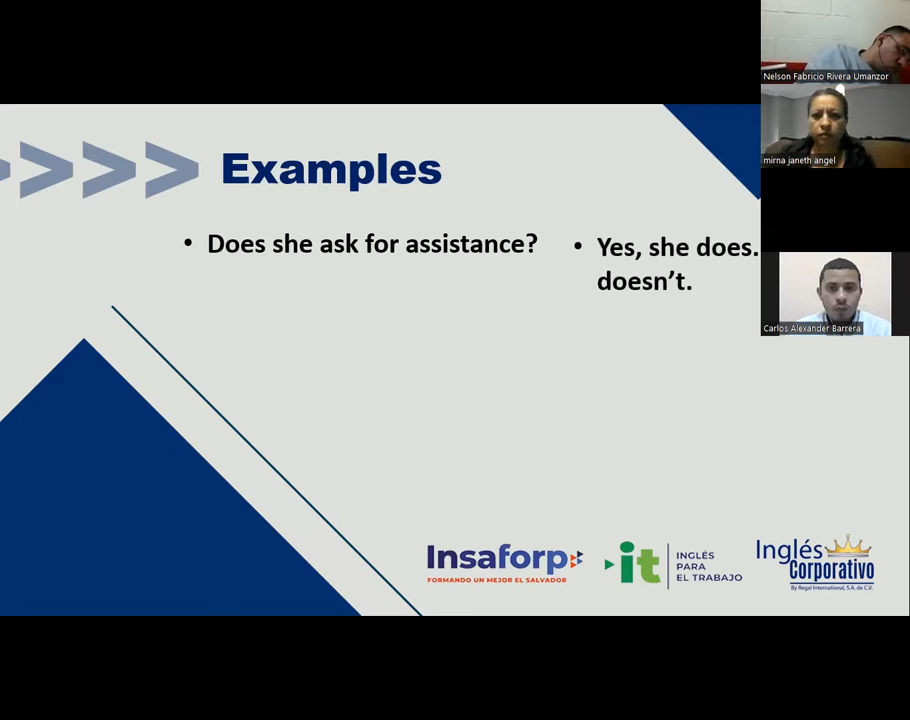 Nelson Fabricio Rivera Umanzor
mirna janeth angel
Carlos Alexander Barrera
>>>> Examples
• Does she ask for assistance?
• Yes, she does.
doesn't.
Insaforp
FORMANDO UN MEJOR EL SALVADOR
it
INGLÉS
PARA
EL TRABAJO
Inglés
Corporativo
By Regal International, S.A. de C.V.